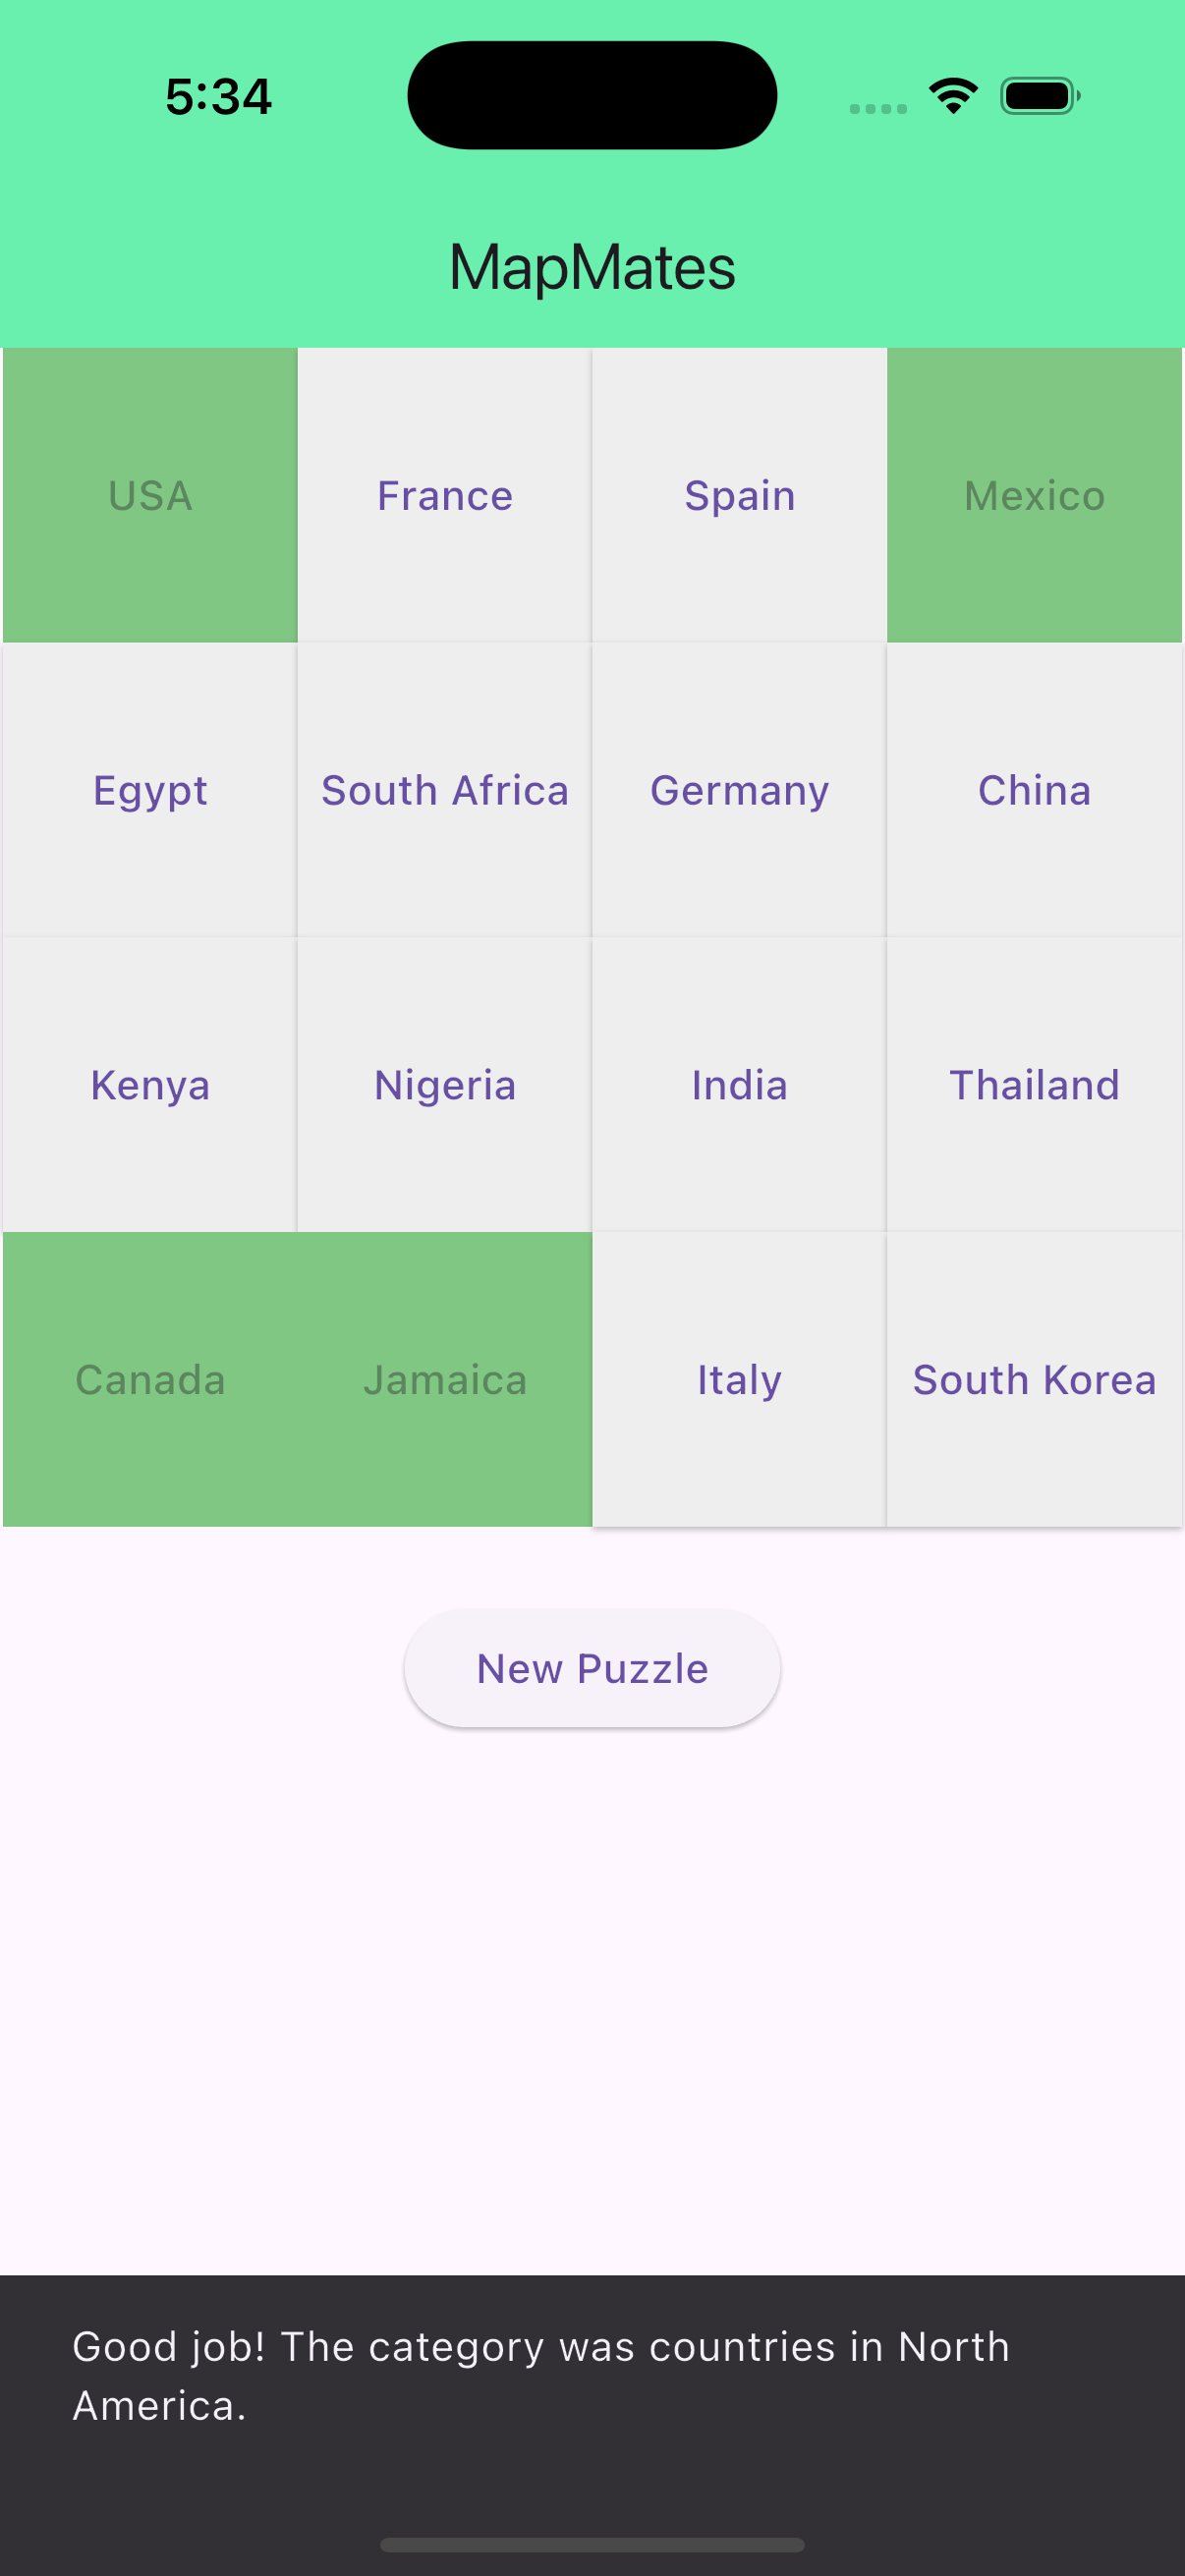 5:34
MapMates
USA France Spain Mexico
Egypt South Africa Germany China
Kenya Nigeria India Thailand
Canada Jamaica Italy South Korea
New Puzzle
Good job! The category was countries in North
America.